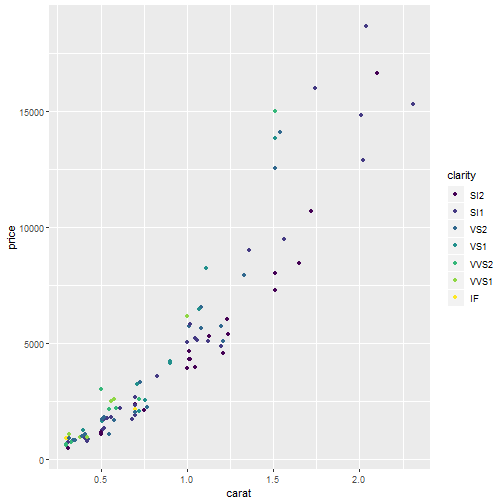 15000
10000
5000
0
price
0.5 1.0 1.5 2.0
carat
clarity
SI2
SI1
VS2
VS1
VVS2
VVS1
IF